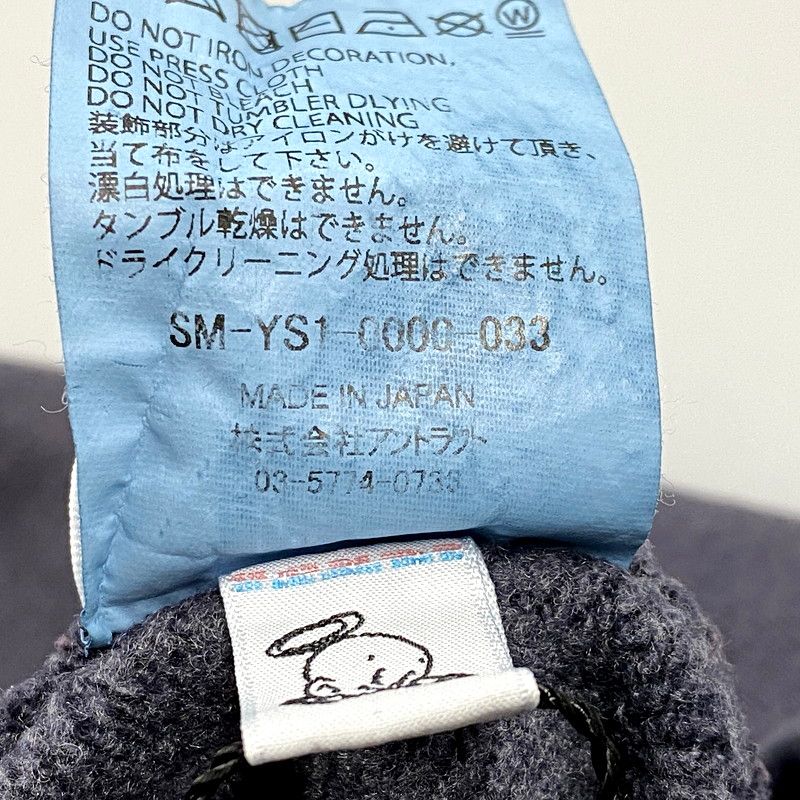 DO NOT IRON DECORATION.
USE PRESS CLOTH
DO NOT BLEABER
DO NOT TUMBLER DLYING
DO NOT DRY CLEANING
装飾部分はアイロンがけを避けて頂き、
当て布をして下さい。
漂白処理はできません。
タンブル乾燥はできません。
ドライクリーニング処理はできません。
SM-YS1-0000-033
MADE IN JAPAN
株式会社アントラクト
03-5774-0733
W